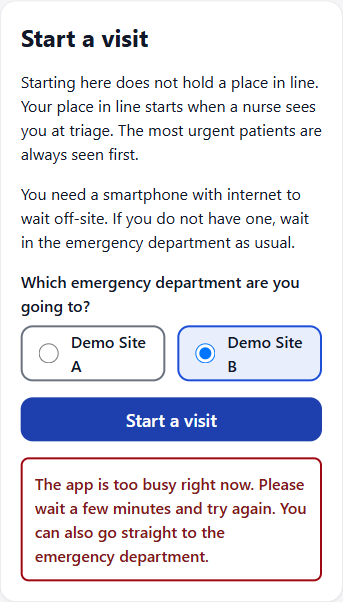 Start a visit
Starting here does not hold a place in line.
Your place in line starts when a nurse sees
you at triage. The most urgent patients are
always seen first.
You need a smartphone with internet to
wait off-site. If you do not have one, wait
in the emergency department as usual.
Which emergency department are you
going to?
Demo Site
A
Demo Site
B
Start a visit
The app is too busy right now. Please
wait a few minutes and try again. You
can also go straight to the
emergency department.